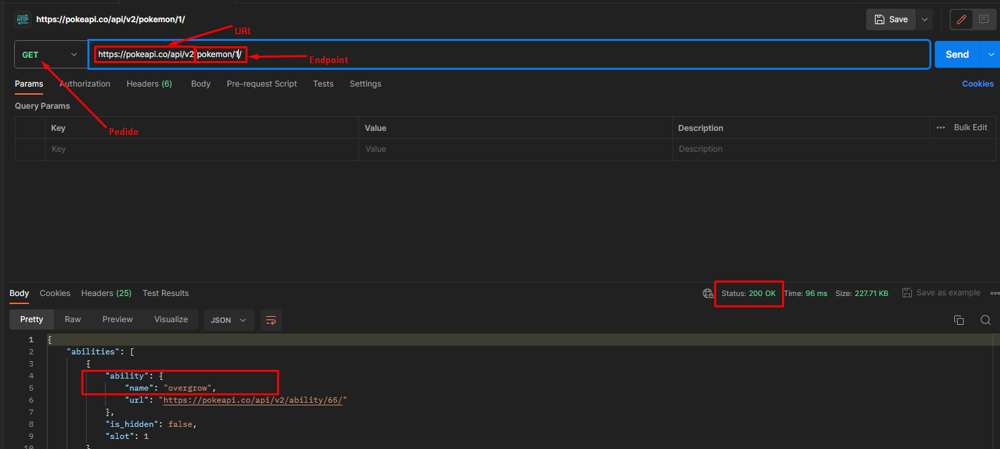 HTTP https://pokeapi.co/api/v2/pokemon/1/ Save
URL
GET https://pokeapi.co/api/v2/pokemon/1/ Send
Endpoint
Params Authorization Headers (6) Body Pre-request Script Tests Settings Cookies
Query Params
Pedido
Key Value Description ••• Bulk Edit
Key Value Description
Body Cookies Headers (25) Test Results Status: 200 OK Time: 96 ms Size: 227.71 KB Save as example •••
Pretty Raw Preview Visualize JSON
1 {
2 "abilities": [
3 {
4 "ability": {
5 "name": "overgrow",
6 "url": "https://pokeapi.co/api/v2/ability/65/"
7 },
8 "is_hidden": false,
9 "slot": 1
10 }